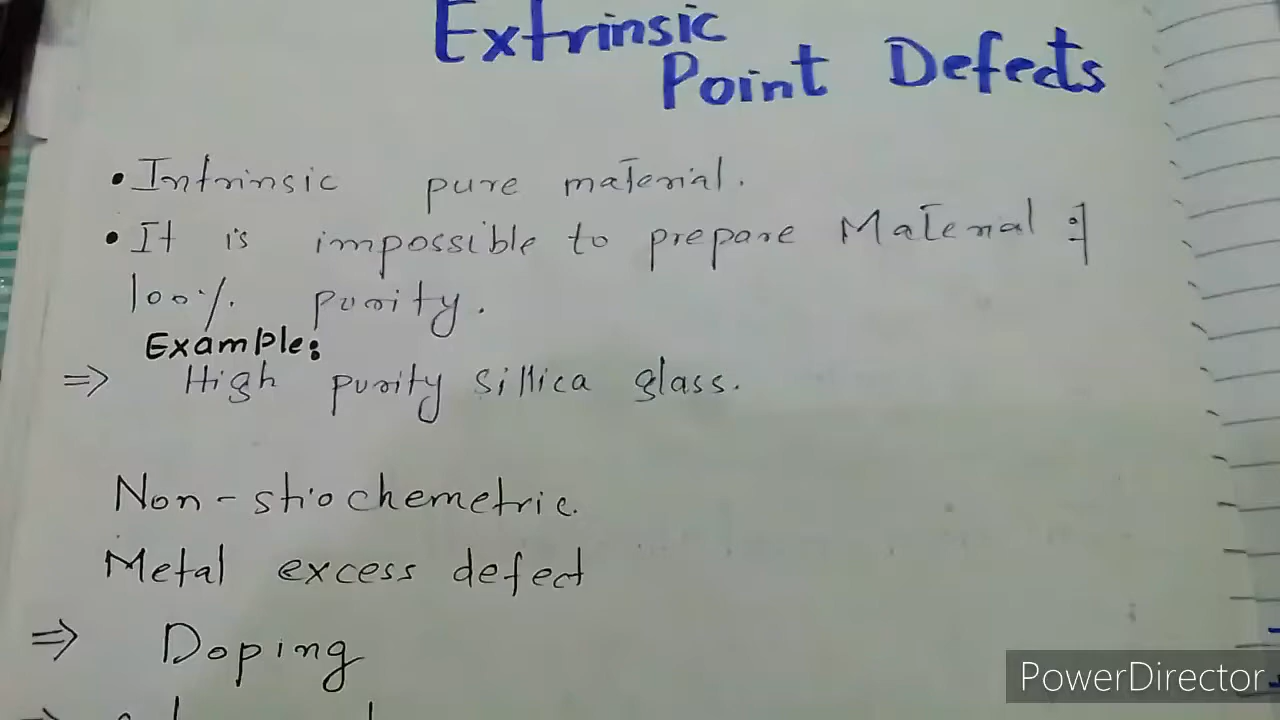 Extrinsic
Point Defects
• Intrinsic pure material.
• It is impossible to prepare Material of
100% purity.
Example:
⇒ High purity sillica glass.
Non-stiochemetric.
Metal excess defect
⇒ Doping
PowerDirector